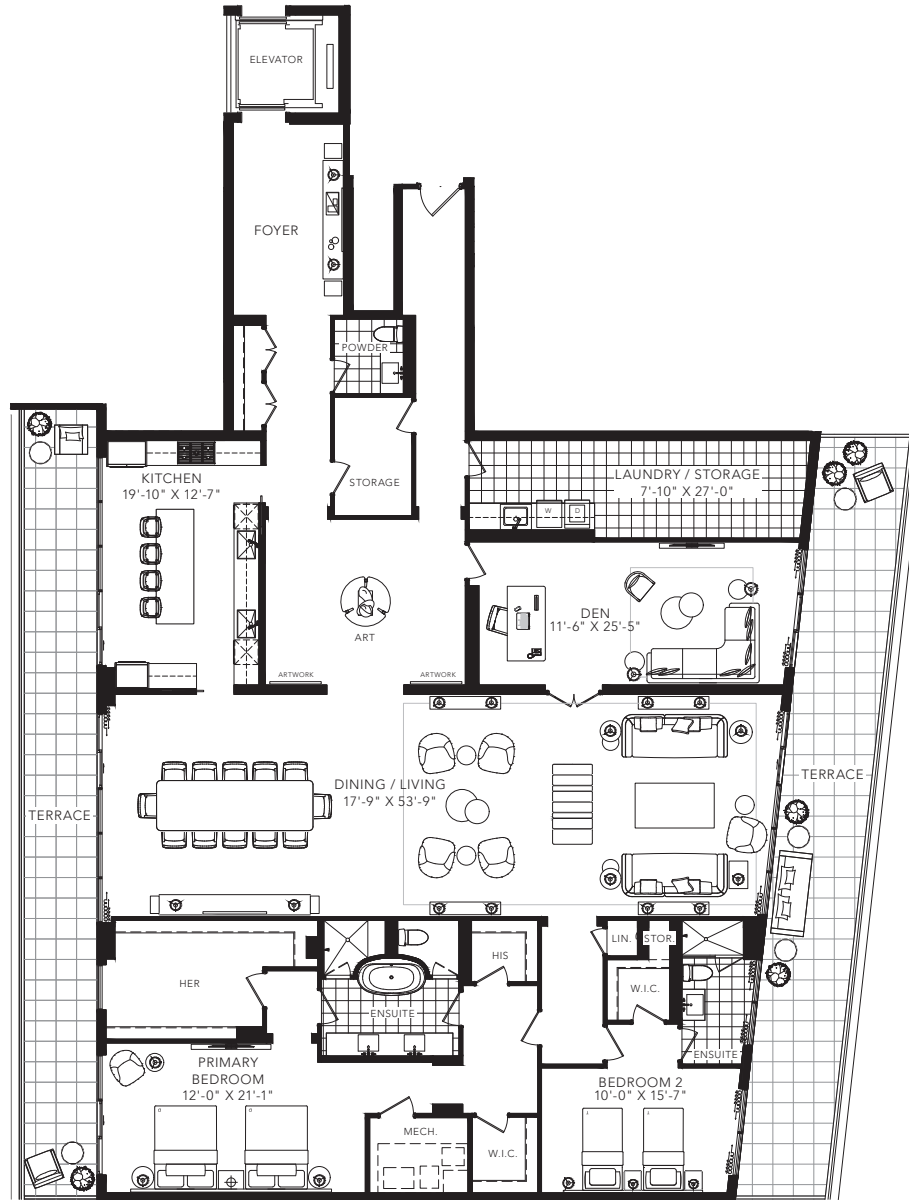 ELEVATOR
FOYER
POWDER
STORAGE
KITCHEN
19'-10" X 12'-7"
LAUNDRY / STORAGE
7'-10" X 27'-0"
W
D
DEN
11'-6" X 25'-5"
ART
ARTWORK
ARTWORK
DINING / LIVING
17'-9" X 53'-9"
TERRACE
TERRACE
LIN.
STOR.
HIS
HER
W.I.C.
ENSUITE
ENSUITE
PRIMARY
BEDROOM
12'-0" X 21'-1"
BEDROOM 2
10'-0" X 15'-7"
MECH.
W.I.C.